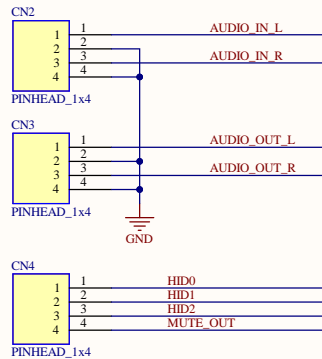 CN2
1 1 AUDIO_IN_L
2 2
3 3 AUDIO_IN_R
4 4
PINHEAD_1x4
CN3
1 1 AUDIO_OUT_L
2 2
3 3 AUDIO_OUT_R
4 4
PINHEAD_1x4
GND
CN4
1 1 HID0
2 2 HID1
3 3 HID2
4 4 MUTE_OUT
PINHEAD_1x4